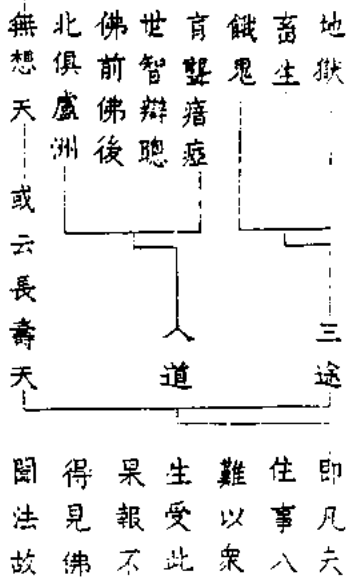 地獄
畜生
餓鬼
盲聾瘖瘂
世智辯聰
佛前佛後
北俱盧洲
無想天
或云長壽天
三途
人道
即凡夫
住事八
難以衆
生受此
果報不
得見佛
聞法故